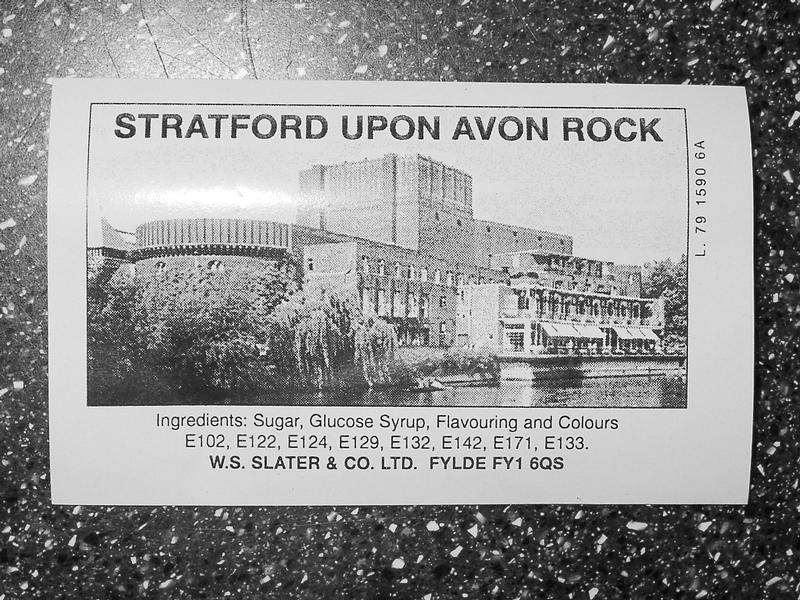 STRATFORD UPON AVON ROCK
L. 79 1590 6A
Ingredients: Sugar, Glucose Syrup, Flavouring and Colours
E102, E122, E124, E129, E132, E142, E171, E133.
W.S. SLATER & CO. LTD. FYLDE FY1 6QS